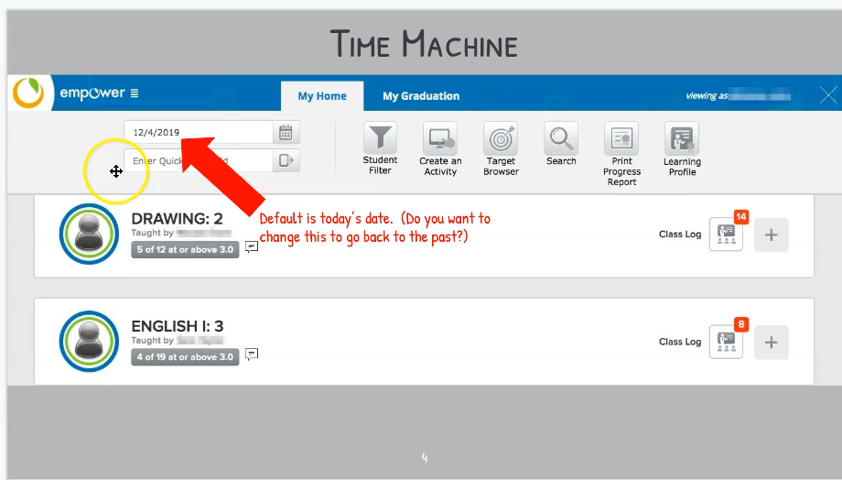 TIME MACHINE
empower
My Home
My Graduation
viewing as
12/4/2019
Enter Quick
Student
Filter
Create an
Activity
Target
Browser
Search
Print
Progress
Report
Learning
Profile
Default is today's date. (Do you want to
change this to go back to the past?)
DRAWING: 2
Taught by
5 of 12 at or above 3.0
Class Log
14
+
ENGLISH I: 3
Taught by
4 of 19 at or above 3.0
Class Log
8
+
4